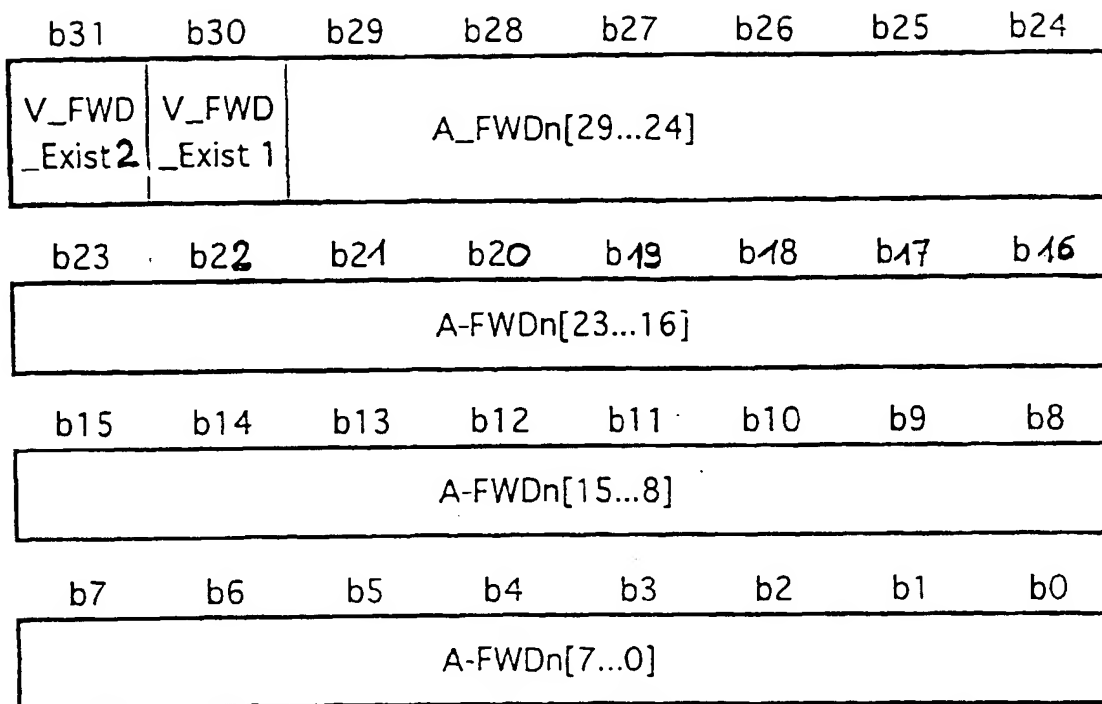 b31 b30 b29 b28 b27 b26 b25 b24
V_FWD V_FWD
A_FWDn[29...24]
_Exist2 _Exist 1
b23 b22 b21 b20 b19 b18 b17 b16
A-FWDn[23...16]
b15 b14 b13 b12 b11 b10 b9 b8
A-FWDn[15...8]
b7 b6 b5 b4 b3 b2 b1 b0
A-FWDn[7...0]